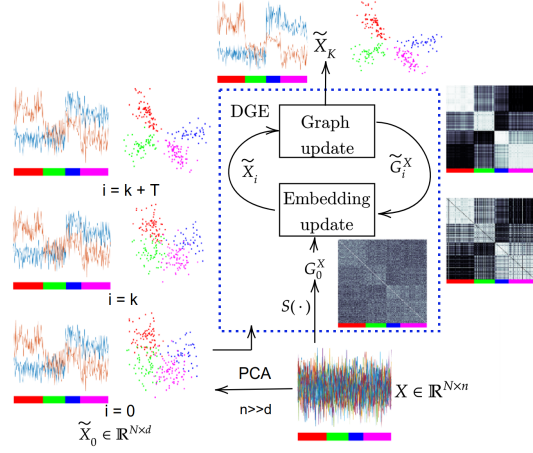 X̃_K
DGE
Graph
update
X̃_i
G̃_i^X
Embedding
update
G_0^X
S(·)
i = k + T
i = k
i = 0
X̃_0 ∈ ℝ^{N×d}
PCA
n>>d
X ∈ ℝ^{N×n}